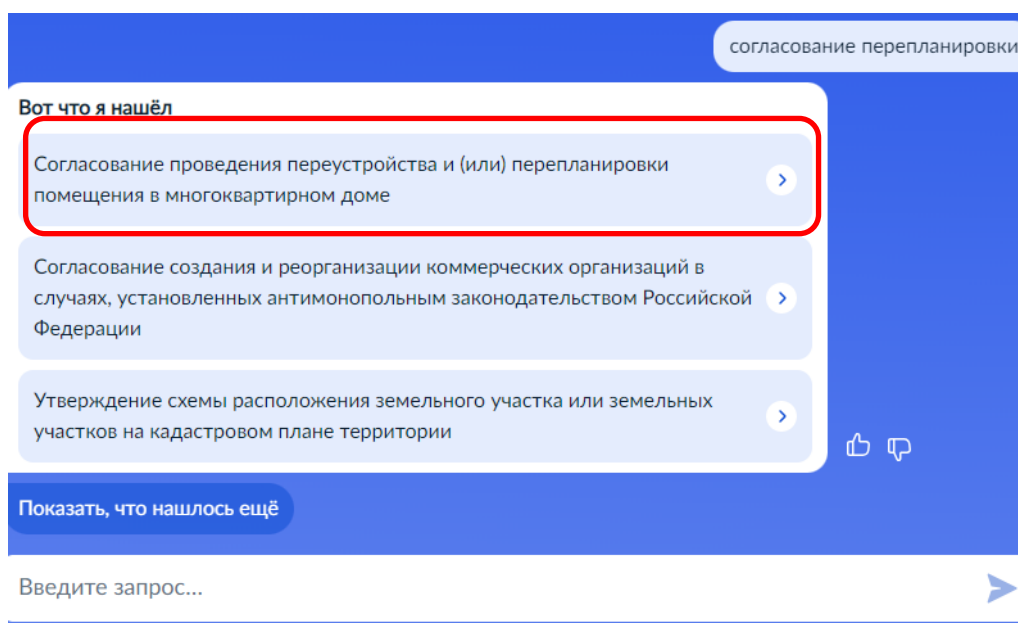 согласование перепланировки
Вот что я нашёл
Согласование проведения переустройства и (или) перепланировки
помещения в многоквартирном доме
Согласование создания и реорганизации коммерческих организаций в
случаях, установленных антимонопольным законодательством Российской
Федерации
Утверждение схемы расположения земельного участка или земельных
участков на кадастровом плане территории
Показать, что нашлось ещё
Введите запрос...